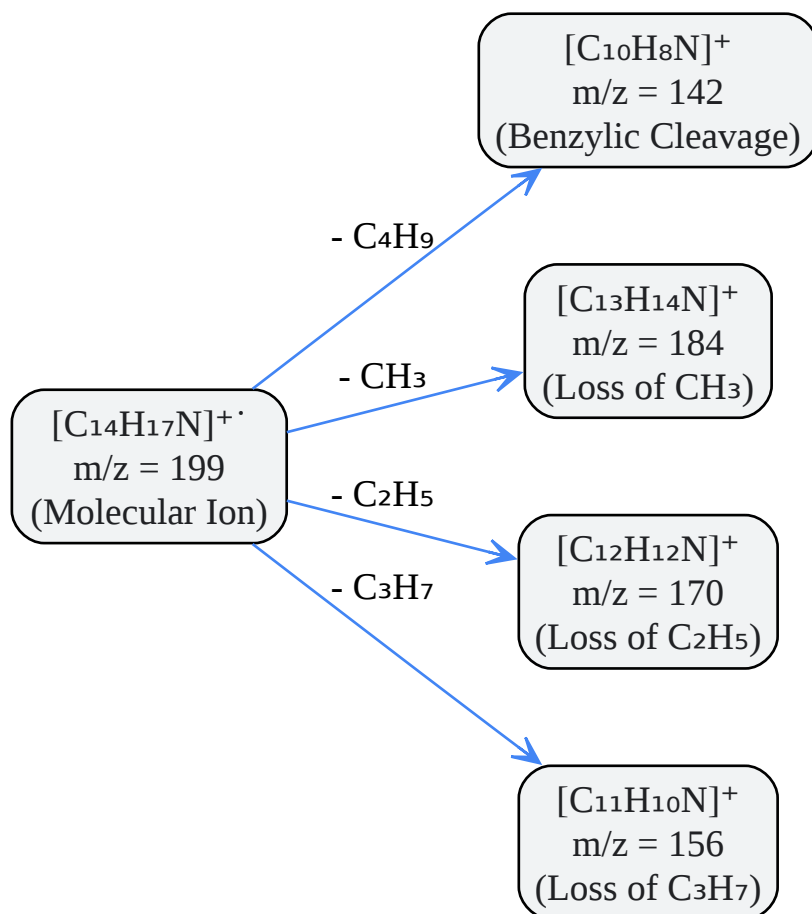 [C₁₀H₈N]⁺
m/z = 142
(Benzylic Cleavage)
- C₄H₉
[C₁₃H₁₄N]⁺
m/z = 184
(Loss of CH₃)
- CH₃
[C₁₄H₁₇N]⁺˙
m/z = 199
(Molecular Ion)
- C₂H₅
[C₁₂H₁₂N]⁺
m/z = 170
(Loss of C₂H₅)
- C₃H₇
[C₁₁H₁₀N]⁺
m/z = 156
(Loss of C₃H₇)